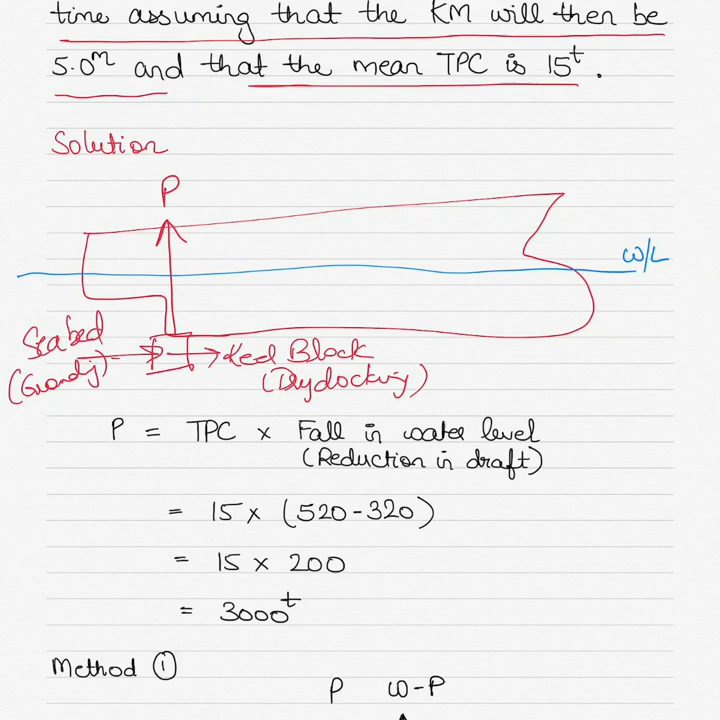 time assuming that the KM will then be
5.0m and that the mean TPC is 15t.
Solution
P
W/L
Seabed
(Grounding)
P
Keel Block
(Drydocking)
P = TPC × Fall in water level
(Reduction in draft)
= 15 × (520-320)
= 15 × 200
= 3000t
Method ①
P W-P